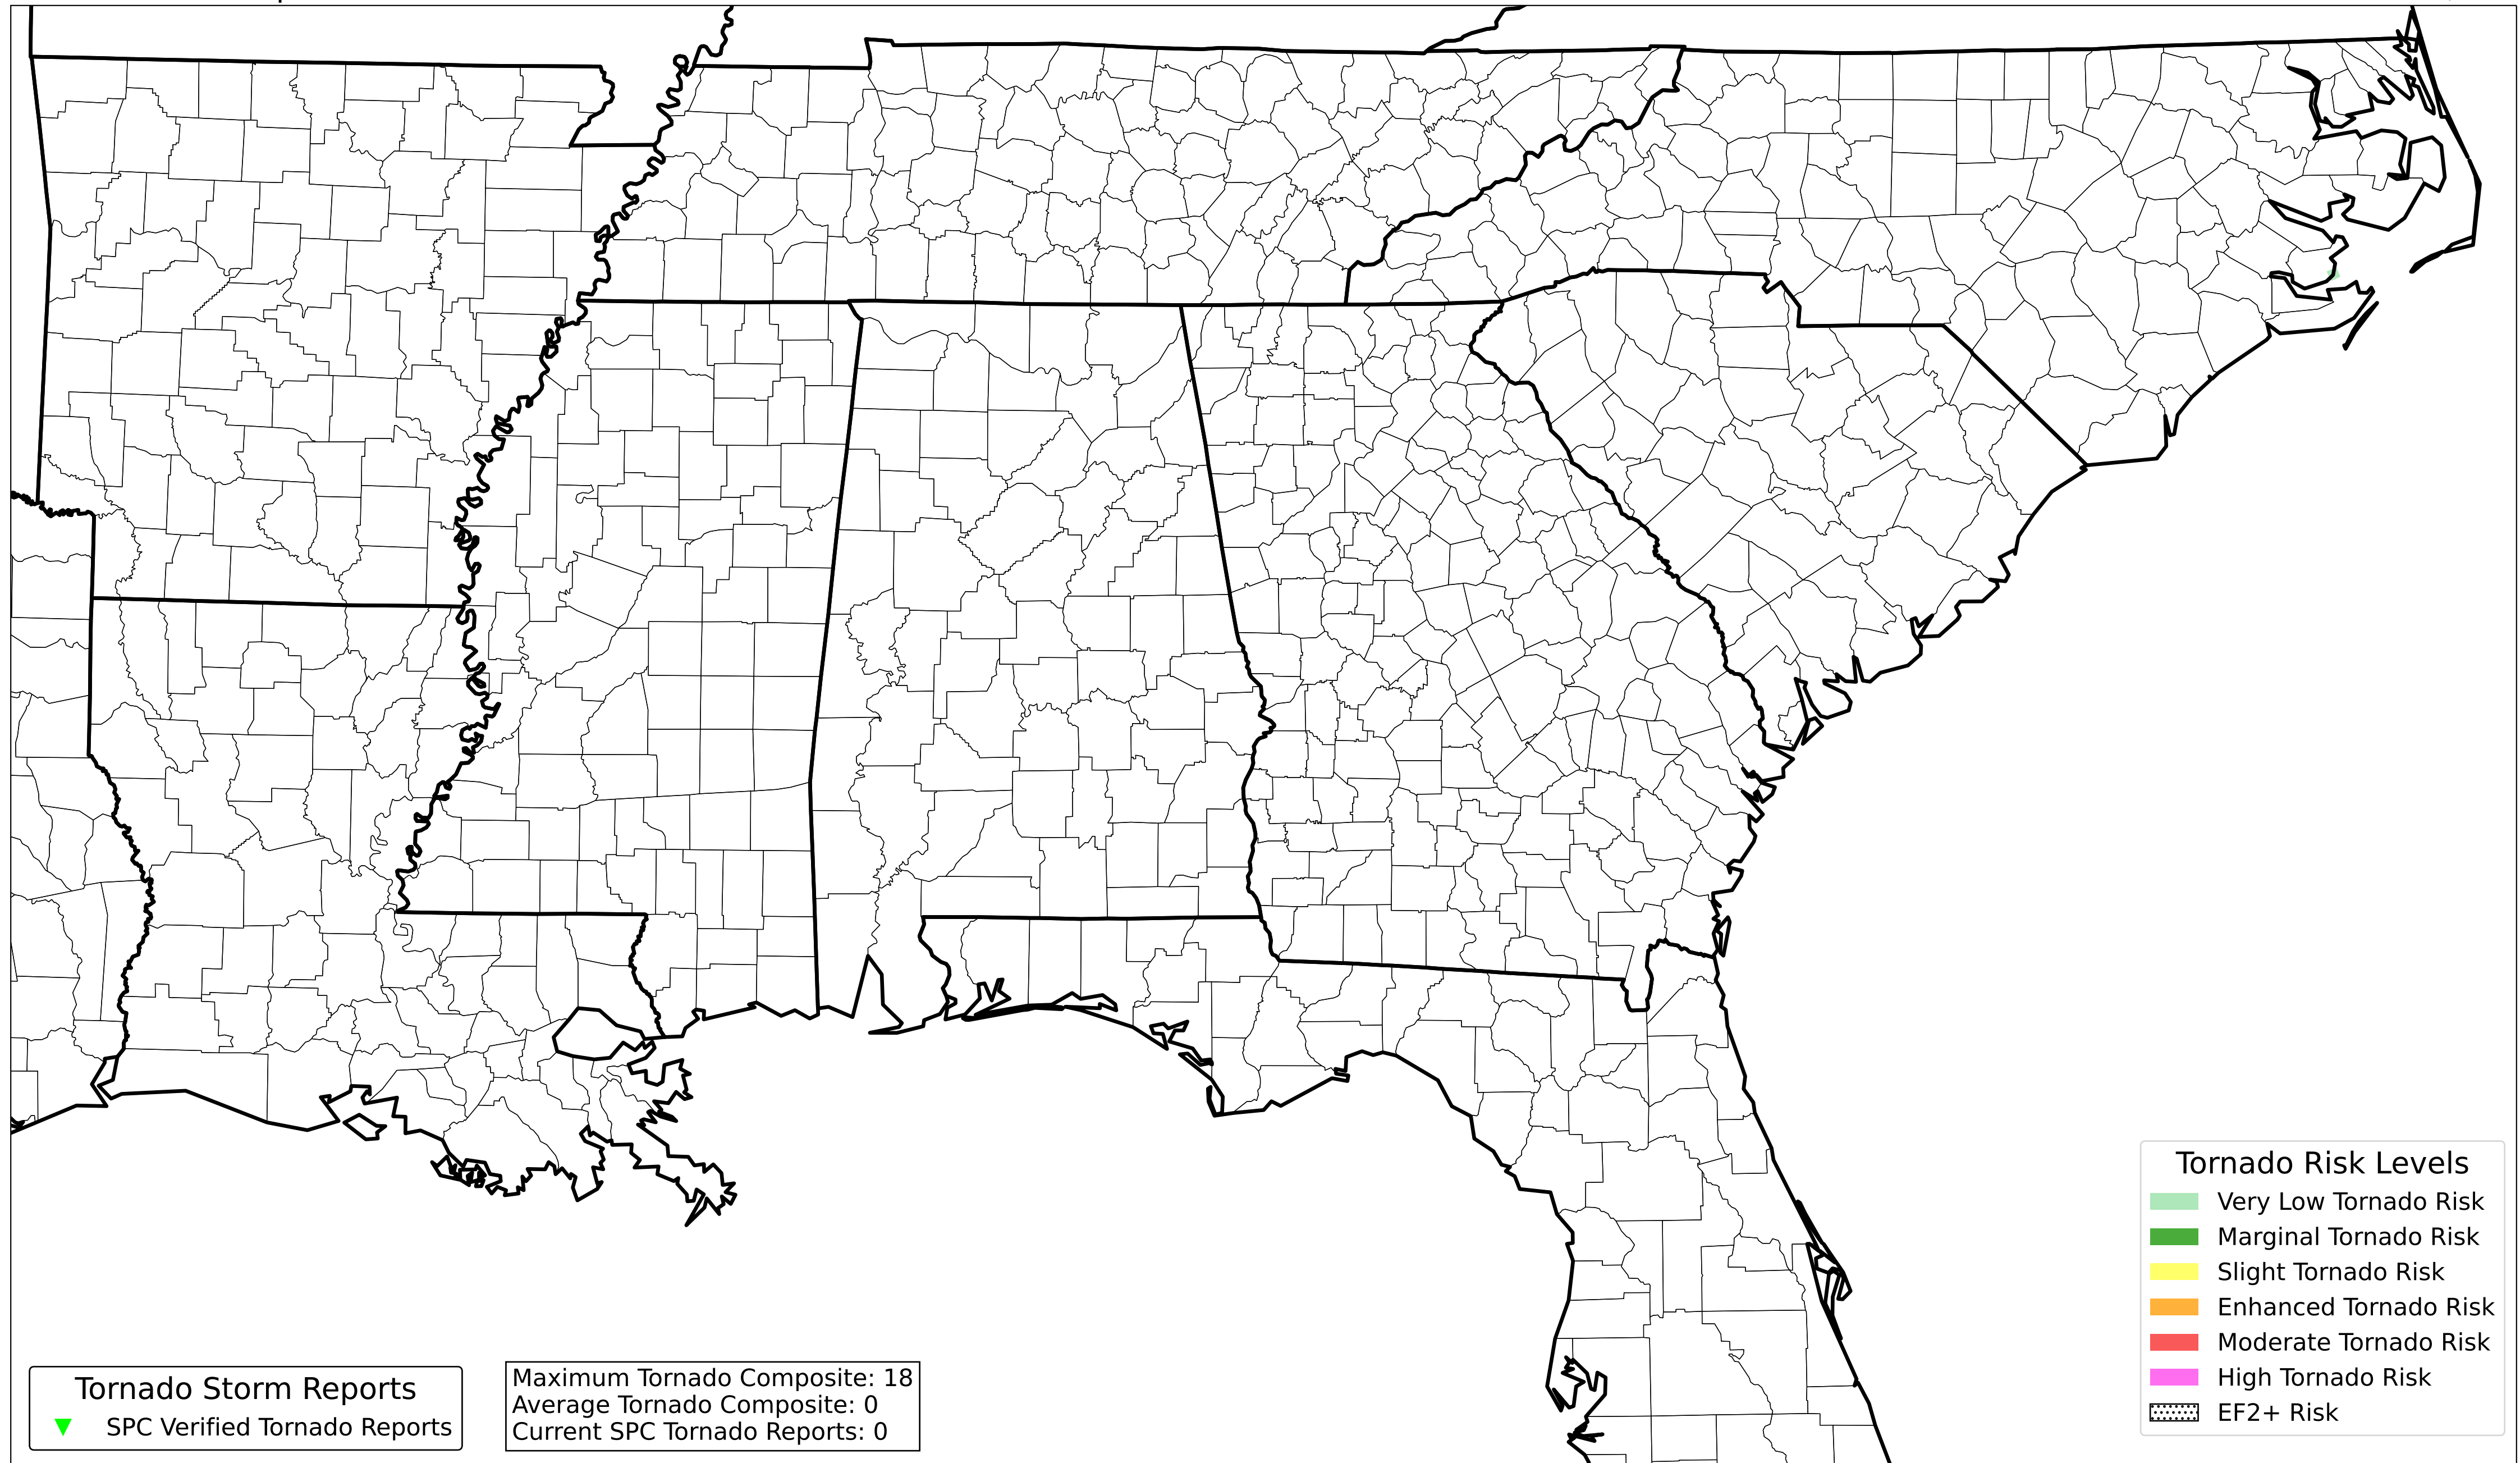 Tornado Risk Levels
Very Low Tornado Risk
Marginal Tornado Risk
Slight Tornado Risk
Enhanced Tornado Risk
Moderate Tornado Risk
High Tornado Risk
EF2+ Risk
Tornado Storm Reports
SPC Verified Tornado Reports
Maximum Tornado Composite: 18
Average Tornado Composite: 0
Current SPC Tornado Reports: 0